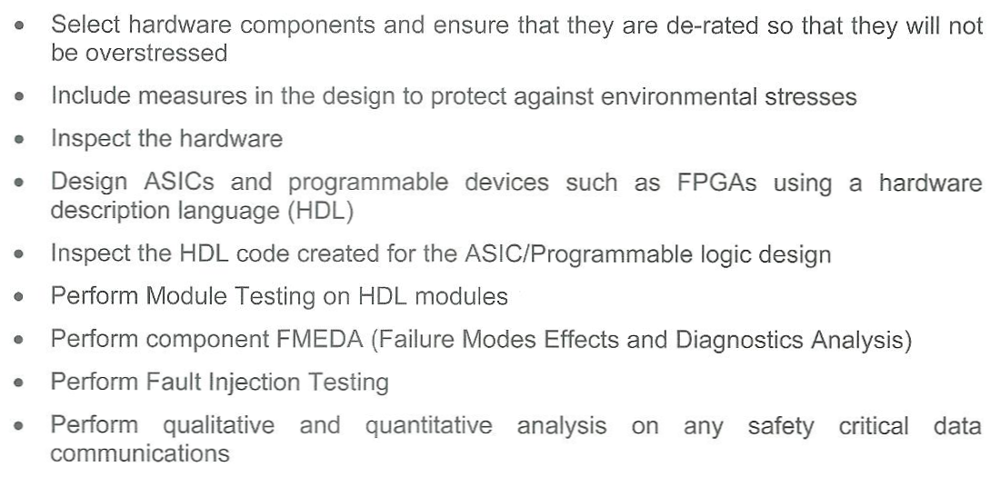 • Select hardware components and ensure that they are de-rated so that they will not
be overstressed
• Include measures in the design to protect against environmental stresses
• Inspect the hardware
• Design ASICs and programmable devices such as FPGAs using a hardware
description language (HDL)
• Inspect the HDL code created for the ASIC/Programmable logic design
• Perform Module Testing on HDL modules
• Perform component FMEDA (Failure Modes Effects and Diagnostics Analysis)
• Perform Fault Injection Testing
• Perform qualitative and quantitative analysis on any safety critical data
communications